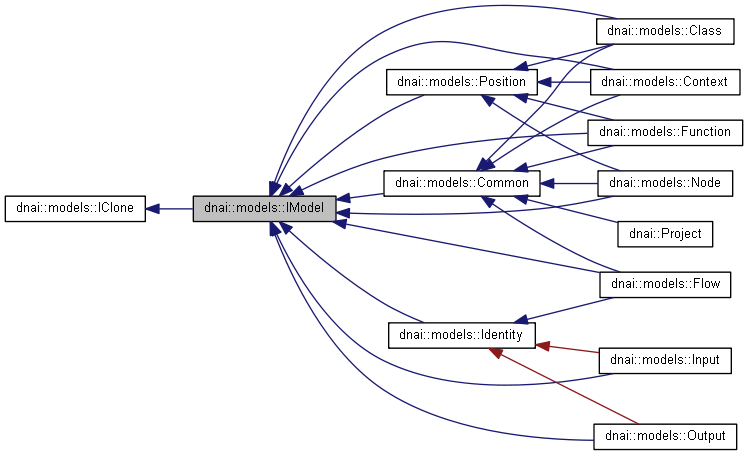 dnai::models::Class
dnai::models::Position
dnai::models::Context
dnai::models::Function
dnai::models::Common
dnai::models::Node
dnai::models::IClone
dnai::models::IModel
dnai::Project
dnai::models::Flow
dnai::models::Identity
dnai::models::Input
dnai::models::Output